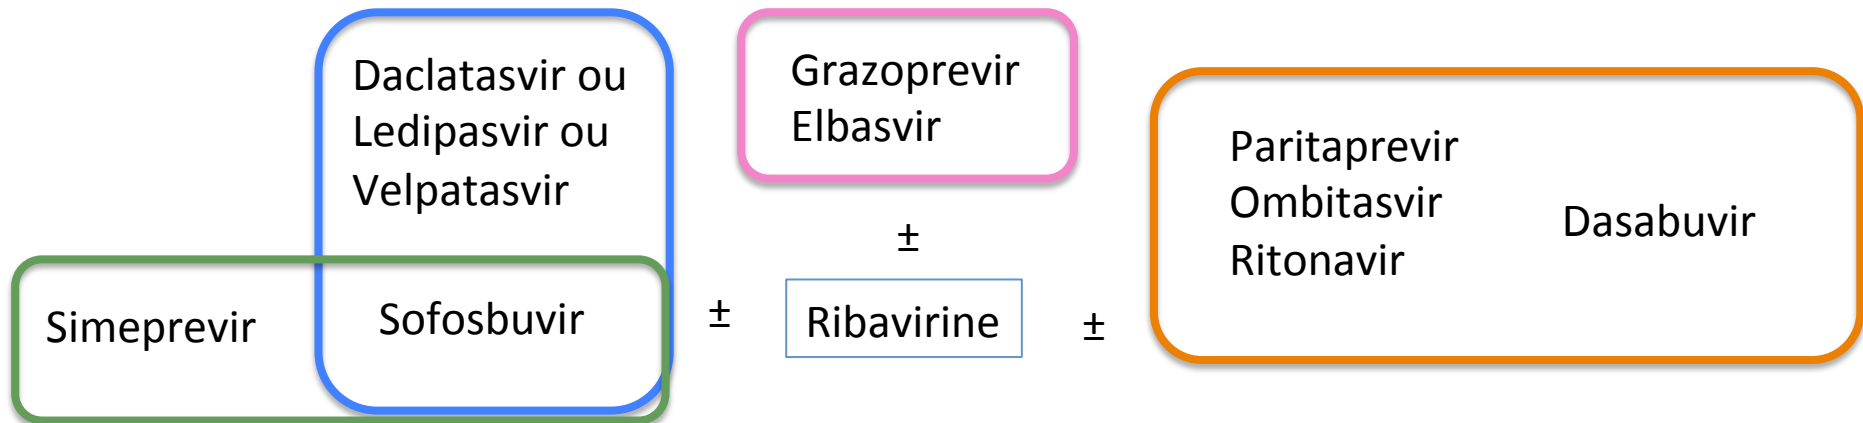 Daclatasvir ou
Ledipasvir ou
Velpatasvir
Simeprevir
Sofosbuvir
±
Grazoprevir
Elbasvir
±
Ribavirine
±
Paritaprevir
Ombitasvir
Ritonavir
Dasabuvir